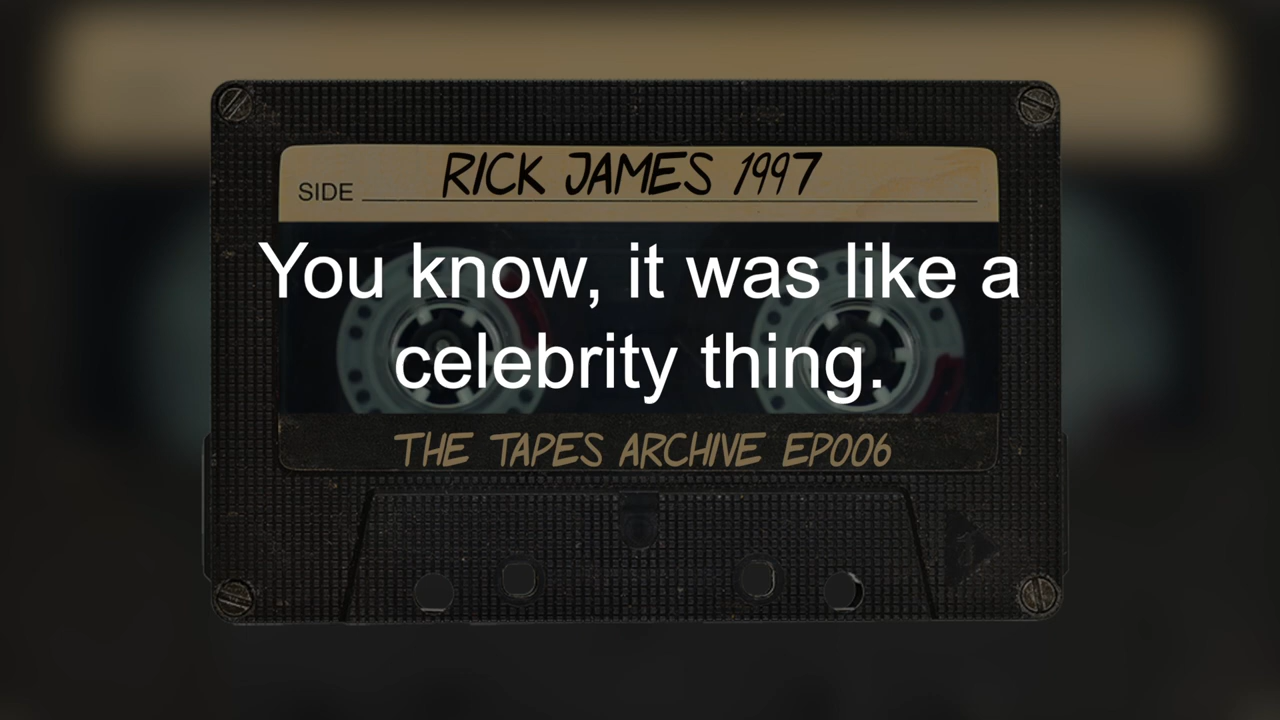 RICK JAMES 1997
SIDE
You know, it was like a
celebrity thing.
THE TAPES ARCHIVE EP006